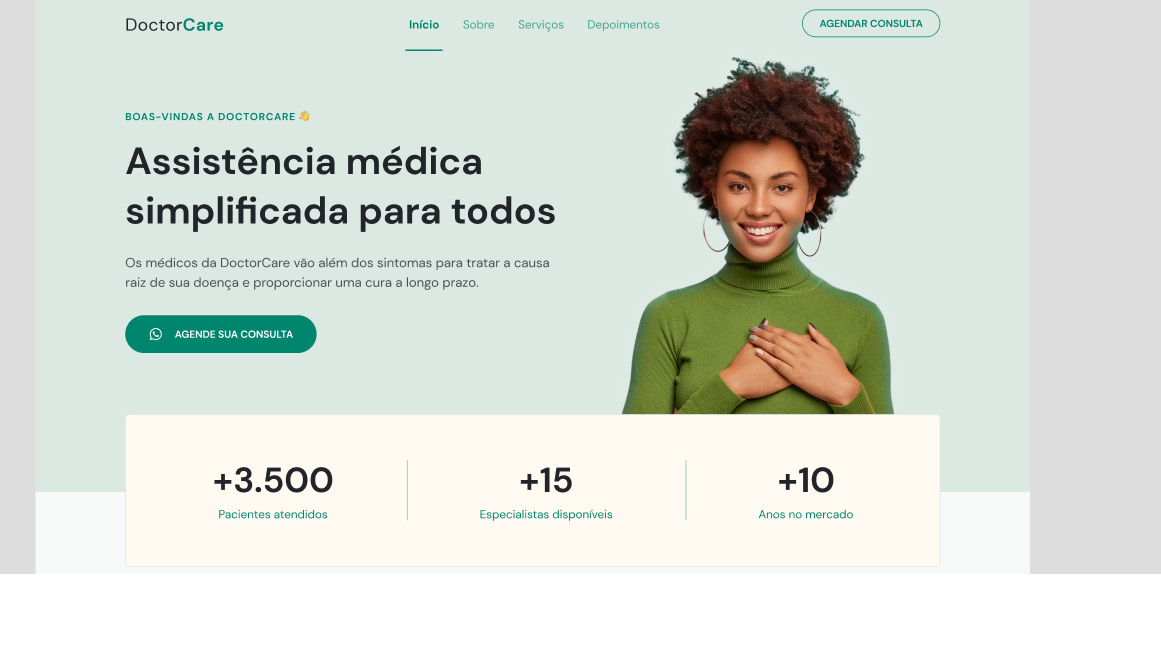 DoctorCare
Início Sobre Serviços Depoimentos
AGENDAR CONSULTA
BOAS-VINDAS A DOCTORCARE 👋
Assistência médica
simplificada para todos
Os médicos da DoctorCare vão além dos sintomas para tratar a causa
raiz de sua doença e proporcionar uma cura a longo prazo.
AGENDE SUA CONSULTA
+3.500
Pacientes atendidos
+15
Especialistas disponíveis
+10
Anos no mercado